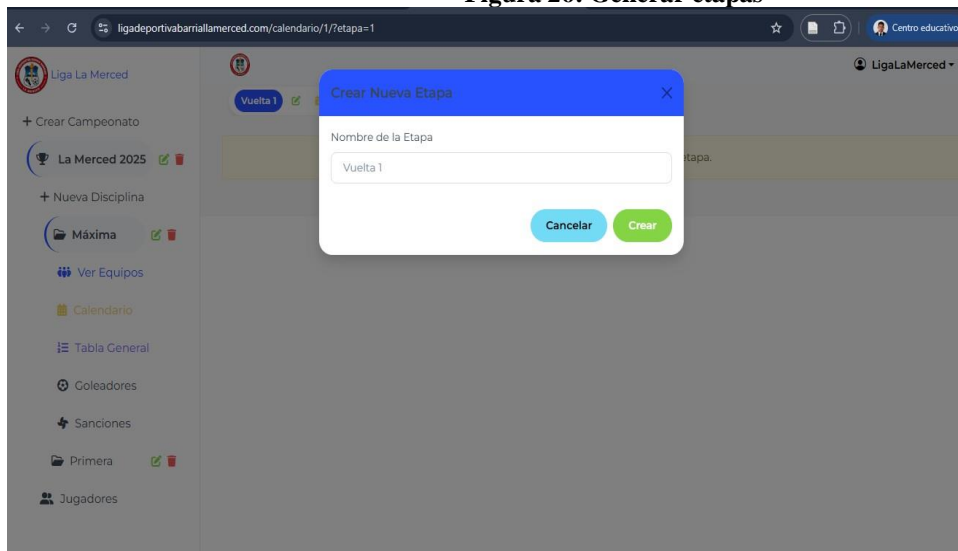 Figura 20. Generar etapas
ligadeportivabarriallamerced.com/calendario/1/?etapa=1
Centro educativo
Liga La Merced
LigaLaMerced
Vuelta 1
Crear Nueva Etapa
X
+ Crear Campeonato
Nombre de la Etapa
La Merced 2025
Vuelta 1
etapa.
+ Nueva Disciplina
Cancelar
Crear
Máxima
Ver Equipos
Calendario
Tabla General
Goleadores
Sanciones
Primera
Jugadores